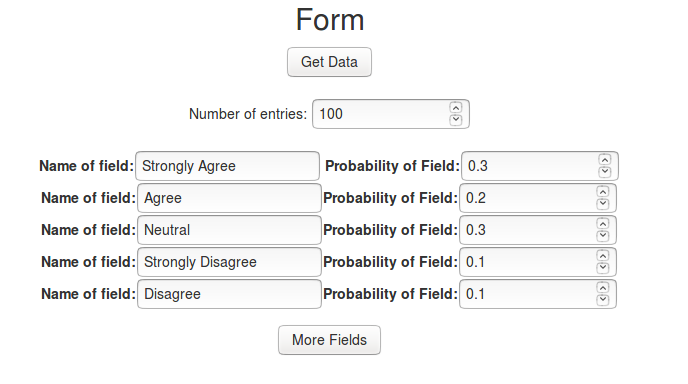 Form
Get Data
Number of entries: 100
Name of field: Strongly Agree Probability of Field: 0.3
Name of field: Agree Probability of Field: 0.2
Name of field: Neutral Probability of Field: 0.3
Name of field: Strongly Disagree Probability of Field: 0.1
Name of field: Disagree Probability of Field: 0.1
More Fields